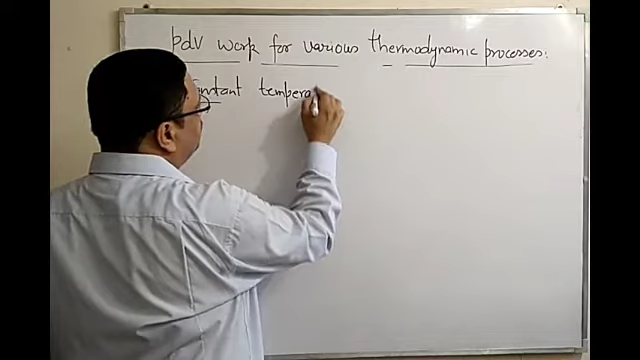 pdV work for various thermodynamic processes:
nstant tempera